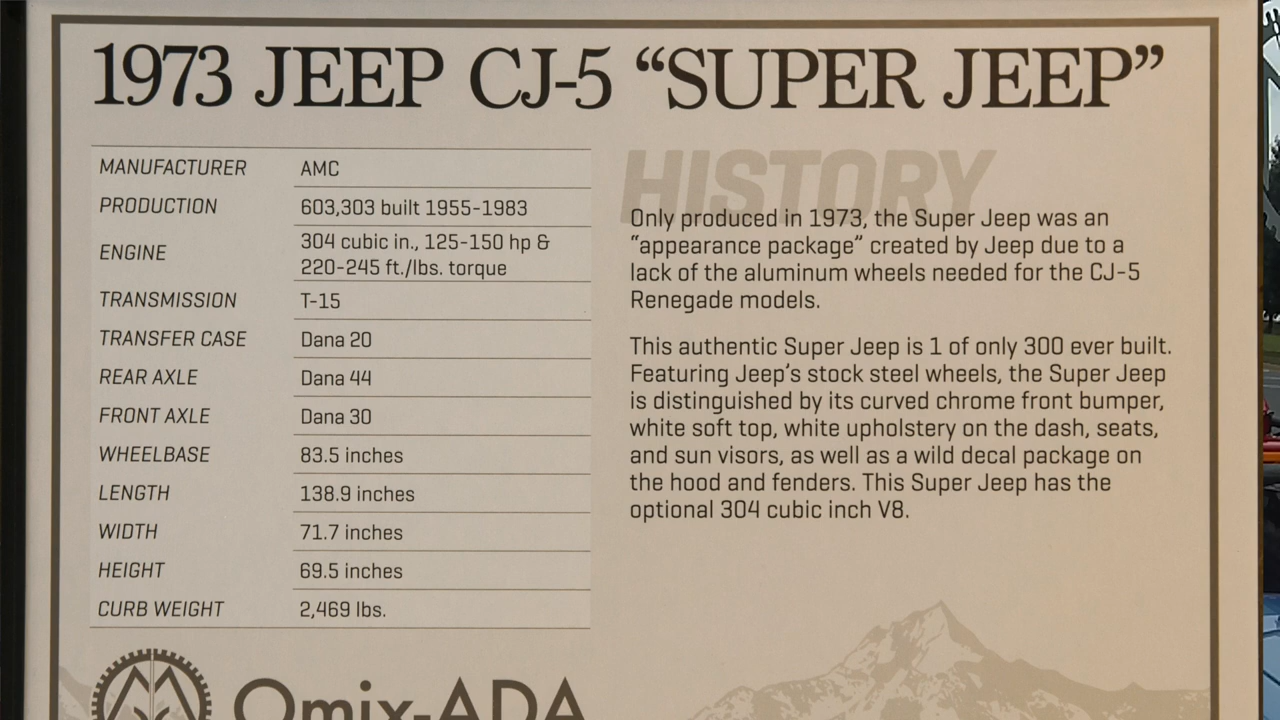 1973 JEEP CJ-5 “SUPER JEEP”
MANUFACTURER AMC
PRODUCTION 603,303 built 1955-1983
ENGINE 304 cubic in., 125-150 hp &
220-245 ft./lbs. torque
TRANSMISSION T-15
TRANSFER CASE Dana 20
REAR AXLE Dana 44
FRONT AXLE Dana 30
WHEELBASE 83.5 inches
LENGTH 138.9 inches
WIDTH 71.7 inches
HEIGHT 69.5 inches
CURB WEIGHT 2,469 lbs.
HISTORY
Only produced in 1973, the Super Jeep was an
“appearance package” created by Jeep due to a
lack of the aluminum wheels needed for the CJ-5
Renegade models.
This authentic Super Jeep is 1 of only 300 ever built.
Featuring Jeep’s stock steel wheels, the Super Jeep
is distinguished by its curved chrome front bumper,
white soft top, white upholstery on the dash, seats,
and sun visors, as well as a wild decal package on
the hood and fenders. This Super Jeep has the
optional 304 cubic inch V8.
Omix-ADA